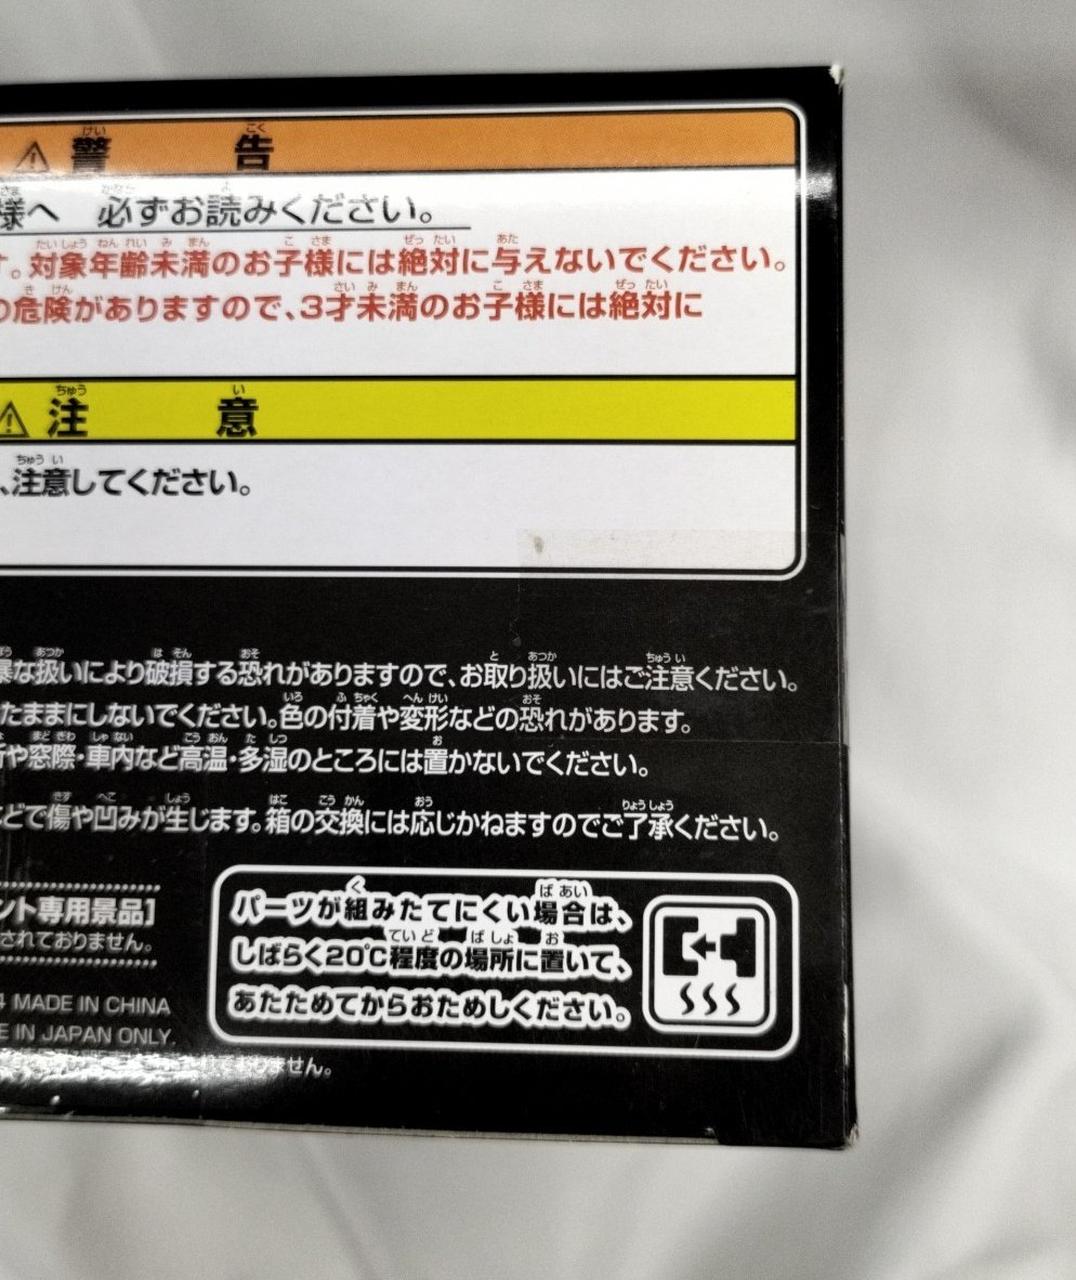 ⚠警告
様へ 必ずお読みください。
す。対象年齢未満のお子様には絶対に与えないでください。
の危険がありますので、3才未満のお子様には絶対に
⚠注意
、注意してください。
暴な扱いにより破損する恐れがありますので、お取り扱いにはご注意ください。
たままにしないでください。色の付着や変形などの恐れがあります。
や窓際・車内など高温・多湿のところには置かないでください。
どで傷や凹みが生じます。箱の交換には応じかねますのでご了承ください。
ント専用景品]
されておりません。
MADE IN CHINA
E IN JAPAN ONLY.
れておりません。
パーツが組みたてにくい場合は、
しばらく20℃程度の場所に置いて、
あたためてからおためしください。